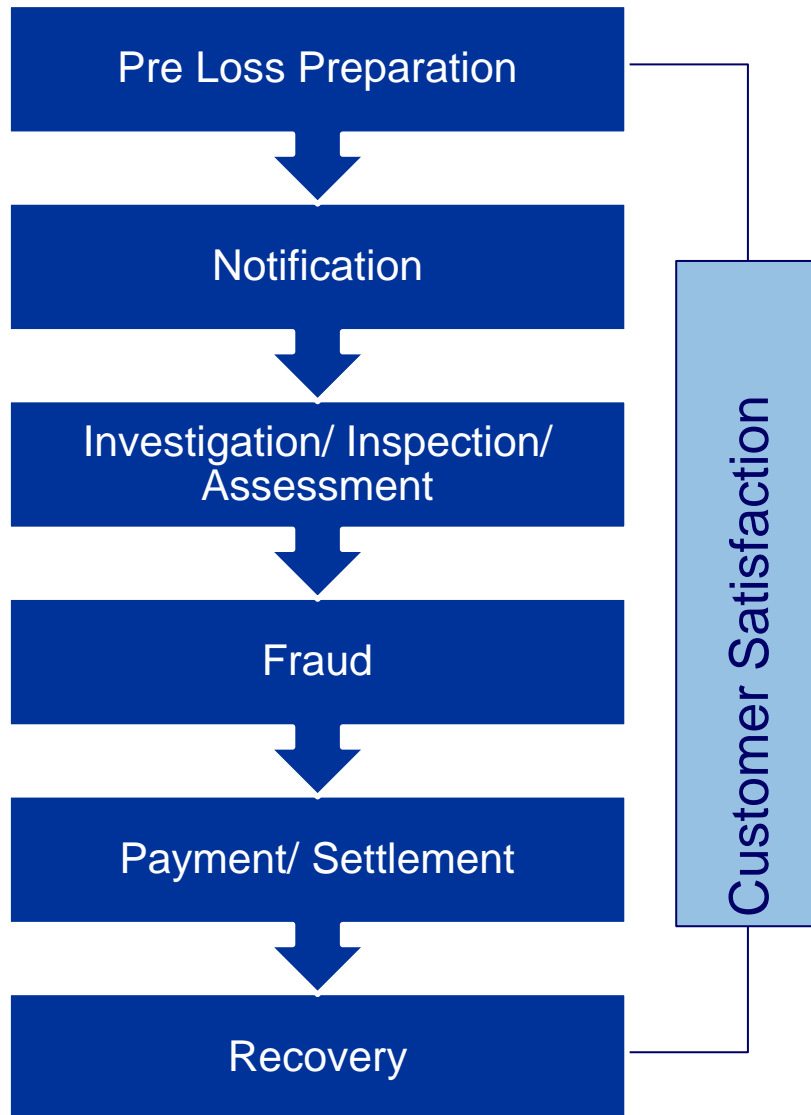 Pre Loss Preparation
Notification
Investigation/ Inspection/
Assessment
Fraud
Payment/ Settlement
Recovery
Customer Satisfaction